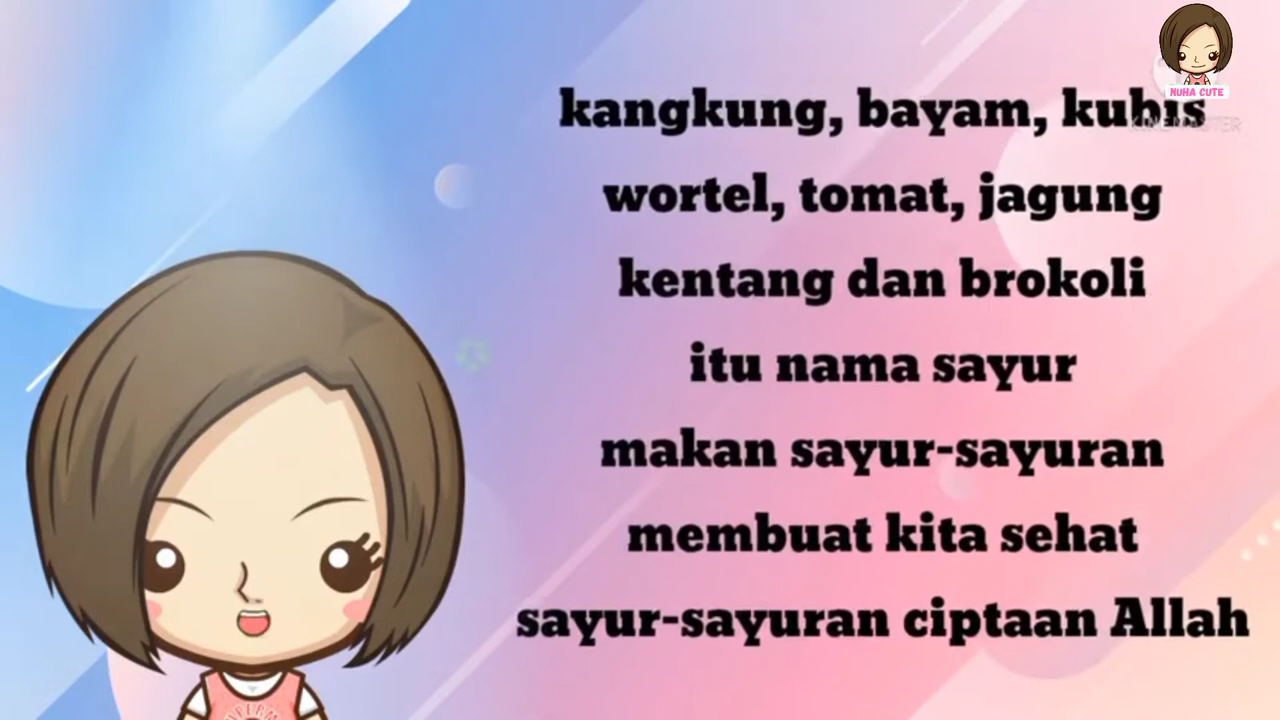 NUHA CUTE
kangkung, bayam, kubis
KINEMASTER
wortel, tomat, jagung
kentang dan brokoli
itu nama sayur
makan sayur-sayuran
membuat kita sehat
sayur-sayuran ciptaan Allah